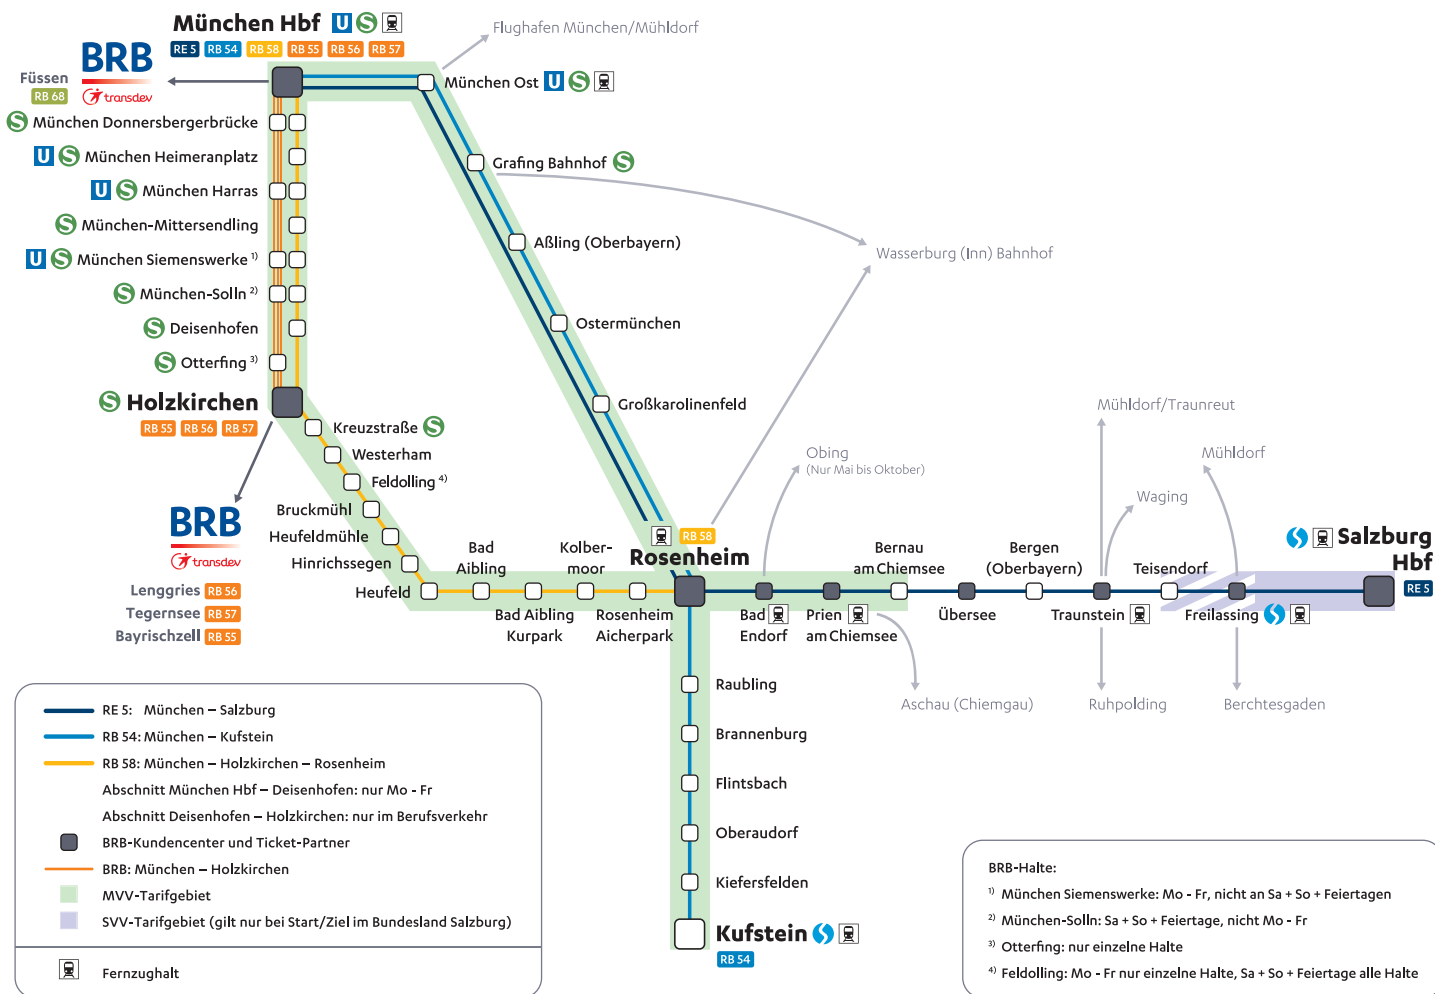 München Hbf U S
RE 5 RB 54 RB 58 RB 55 RB 56 RB 57
Flughafen München/Mühldorf
BRB
transdev
Füssen
RB 68
München Ost U S
S München Donnersbergerbrücke
U S München Heimeranplatz
U S München Harras
S München-Mittersendling
U S München Siemenswerke 1)
S München-Solln 2)
S Deisenhofen
S Otterfing 3)
S Holzkirchen
RB 55 RB 56 RB 57
Grafing Bahnhof S
Aßling (Oberbayern)
Ostermünchen
Großkarolinenfeld
Wasserburg (Inn) Bahnhof
Kreuzstraße S
Westerham
Feldolling 4)
Bruckmühl
Heufeldmühle
Hinrichssegen
Heufeld
Bad
Aibling
Bad Aibling
Kurpark
Kolber-
moor
Rosenheim
Aicherpark
RB 58
Rosenheim
BRB
transdev
Lenggries RB 56
Tegernsee RB 57
Bayrischzell RB 55
Obing
(Nur Mai bis Oktober)
Mühldorf/Traunreut
Mühldorf
Waging
Bad
Endorf
Prien
am Chiemsee
Bernau
am Chiemsee
Übersee
Bergen
(Oberbayern)
Traunstein
Teisendorf
Freilassing S
S Salzburg
Hbf
RE 5
Aschau (Chiemgau)
Ruhpolding
Berchtesgaden
Raubling
Brannenburg
Flintsbach
Oberaudorf
Kiefersfelden
Kufstein S
RB 54
RE 5: München – Salzburg
RB 54: München – Kufstein
RB 58: München – Holzkirchen – Rosenheim
Abschnitt München Hbf – Deisenhofen: nur Mo - Fr
Abschnitt Deisenhofen – Holzkirchen: nur im Berufsverkehr
BRB-Kundencenter und Ticket-Partner
BRB: München – Holzkirchen
MVV-Tarifgebiet
SVV-Tarifgebiet (gilt nur bei Start/Ziel im Bundesland Salzburg)
Fernzughalt
BRB-Halte:
1) München Siemenswerke: Mo - Fr, nicht an Sa + So + Feiertagen
2) München-Solln: Sa + So + Feiertage, nicht Mo - Fr
3) Otterfing: nur einzelne Halte
4) Feldolling: Mo - Fr nur einzelne Halte, Sa + So + Feiertage alle Halte